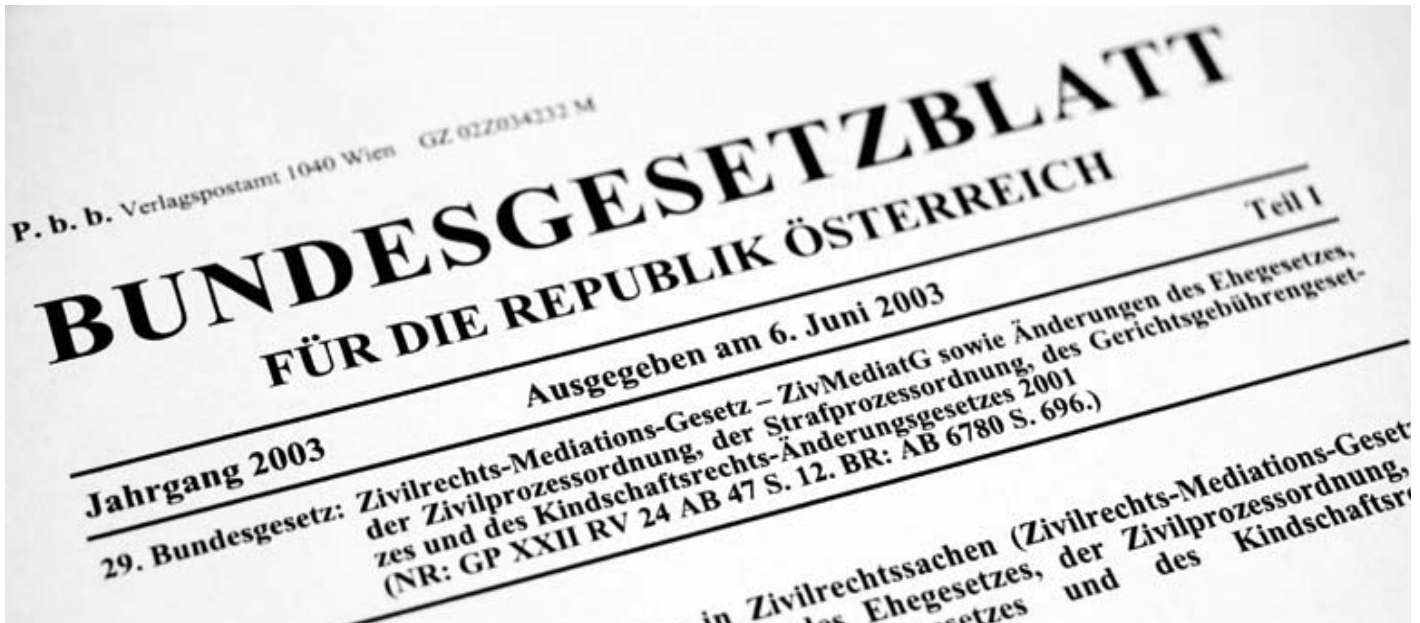 P. b. b. Verlagspostamt 1040 Wien GZ 02Z034232 M
BUNDESGESETZBLATT
FÜR DIE REPUBLIK ÖSTERREICH
Jahrgang 2003 Ausgegeben am 6. Juni 2003 Teil I
29. Bundesgesetz: Zivilrechts-Mediations-Gesetz – ZivMediatG sowie Änderungen des Ehegesetzes,
der Zivilprozessordnung, der Strafprozessordnung, des Gerichtsgebührengeset-
zes und des Kindschaftsrechts-Änderungsgesetzes 2001
(NR: GP XXII RV 24 AB 47 S. 12. BR: AB 6780 S. 696.)
in Zivilrechtssachen (Zivilrechts-Mediations-Gesetz
des Ehegesetzes, der Zivilprozessordnung,
und des Kindschaftsre